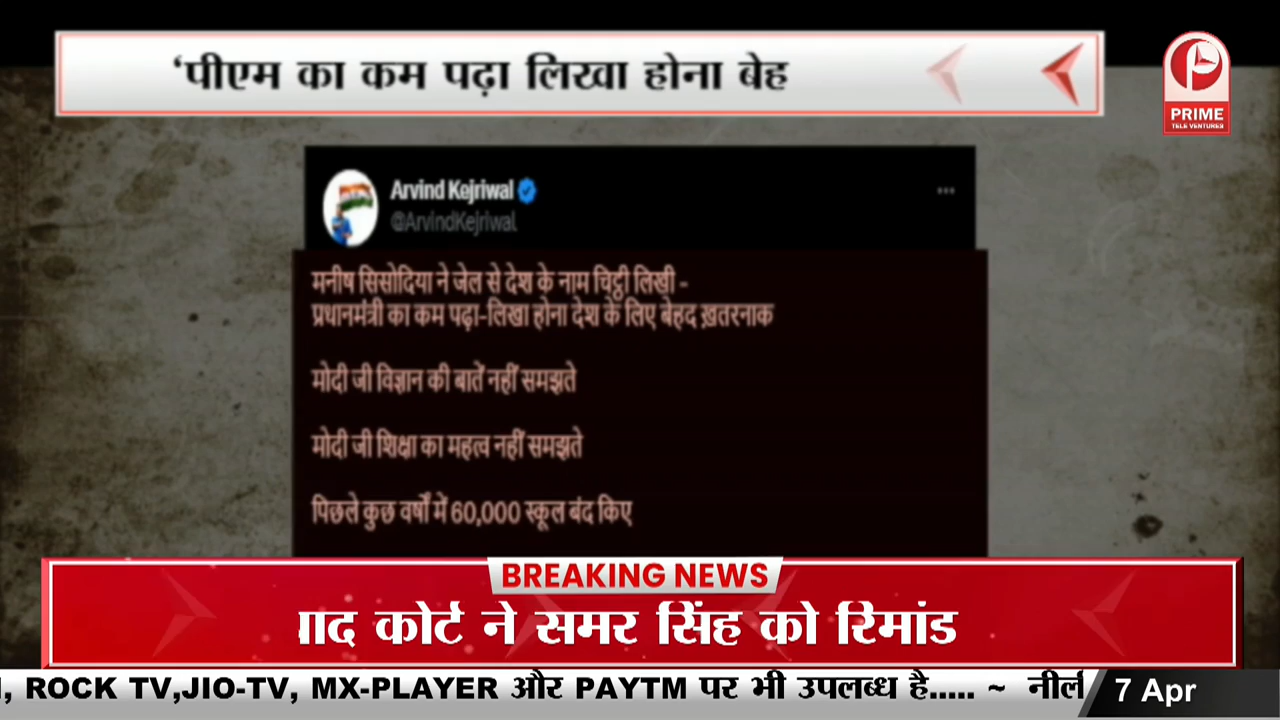 ‘पीएम का कम पढ़ा लिखा होना बेह
PRIME
TELE VENTURES
Arvind Kejriwal
@ArvindKejriwal
मनीष सिसोदिया ने जेल से देश के नाम चिट्ठी लिखी -
प्रधानमंत्री का कम पढ़ा-लिखा होना देश के लिए बेहद ख़तरनाक
मोदी जी विज्ञान की बातें नहीं समझते
मोदी जी शिक्षा का महत्व नहीं समझते
पिछले कुछ वर्षों में 60,000 स्कूल बंद किए
BREAKING NEWS
ाद कोर्ट ने समर सिंह को रिमांड
, ROCK TV,JIO-TV, MX-PLAYER और PAYTM पर भी उपलब्ध है..... ~ नील
7 Apr